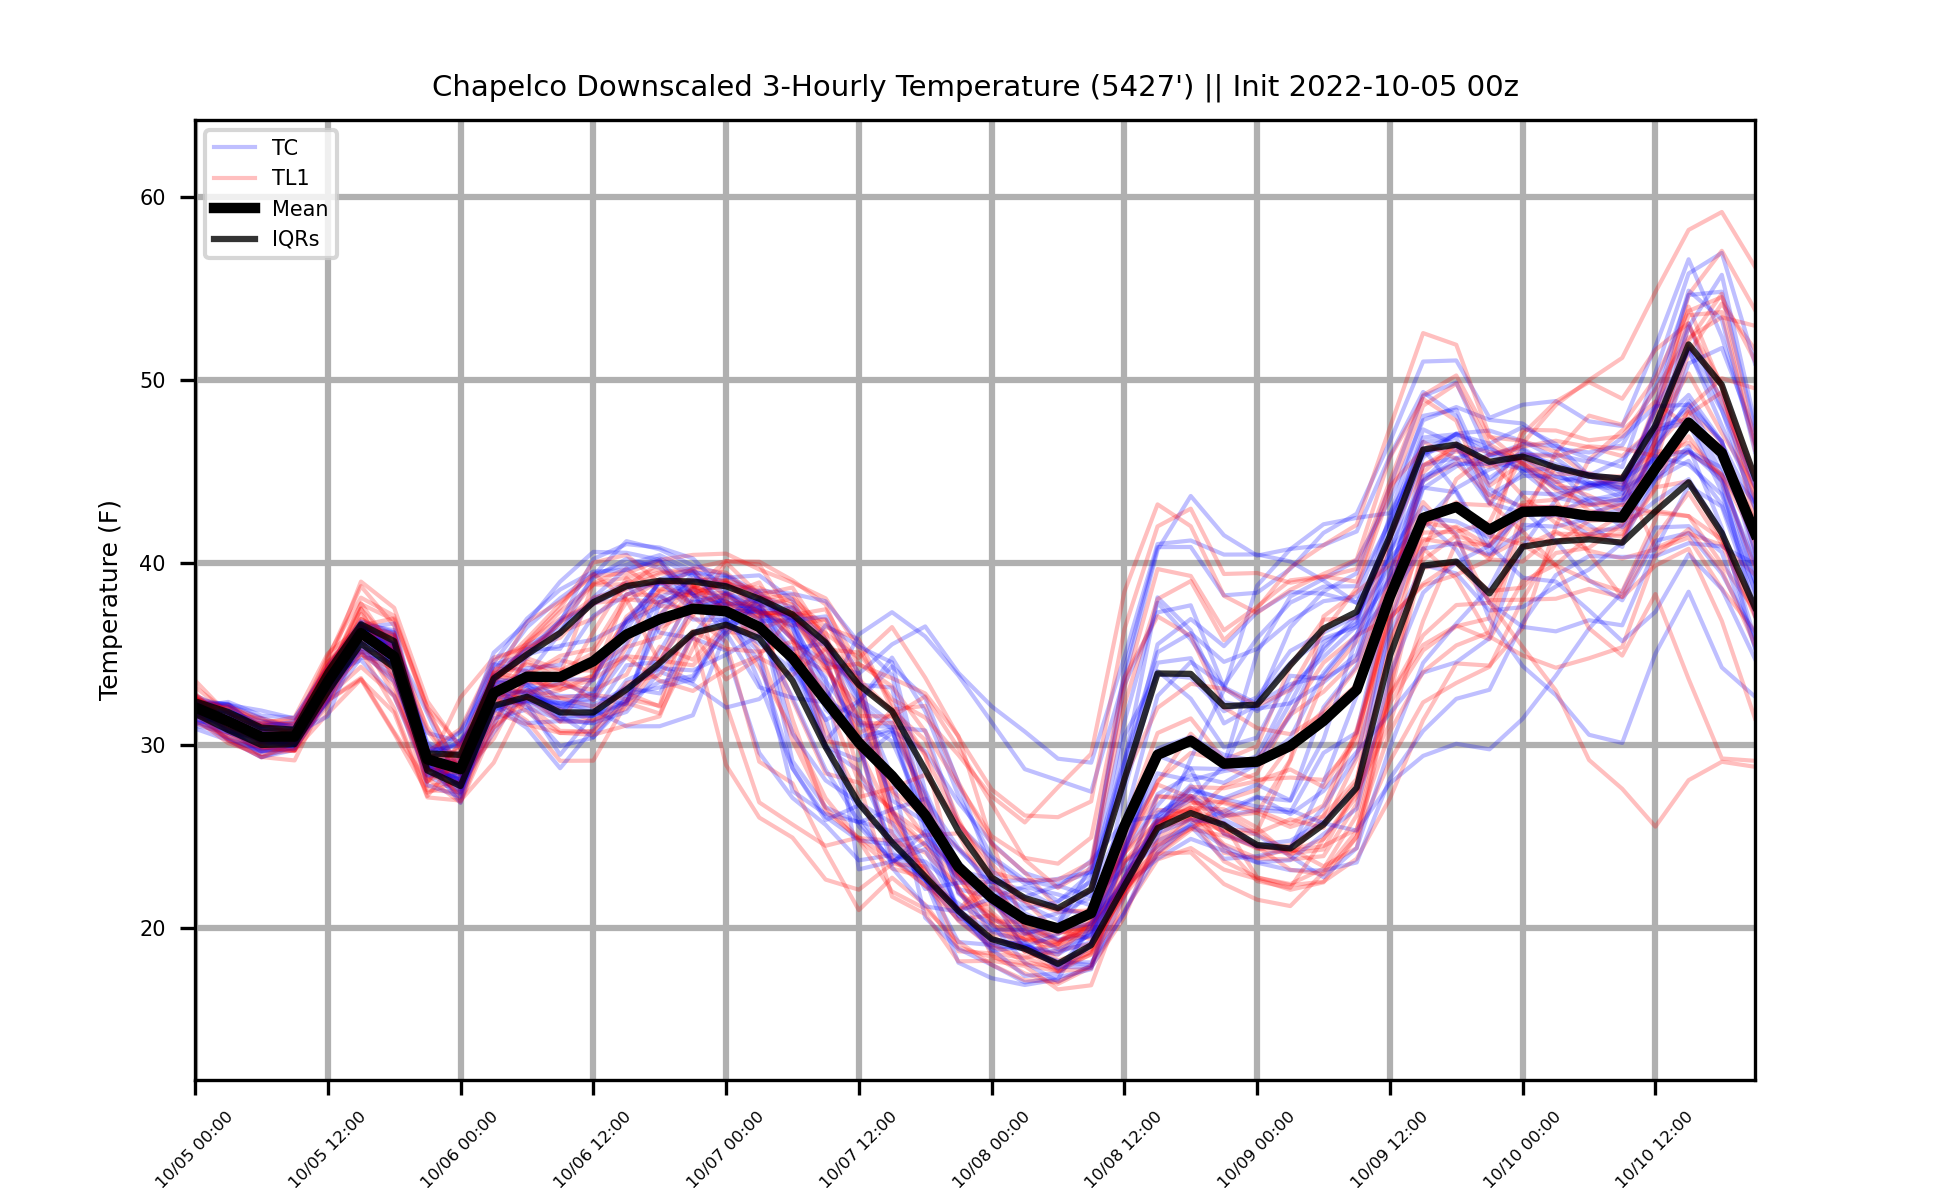 Chapelco Downscaled 3-Hourly Temperature (5427') || Init 2022-10-05 00z
TC
TL1
Mean
IQRs
Temperature (F)
60
50
40
30
20
10/05 00:00
10/05 12:00
10/06 00:00
10/06 12:00
10/07 00:00
10/07 12:00
10/08 00:00
10/08 12:00
10/09 00:00
10/09 12:00
10/10 00:00
10/10 12:00